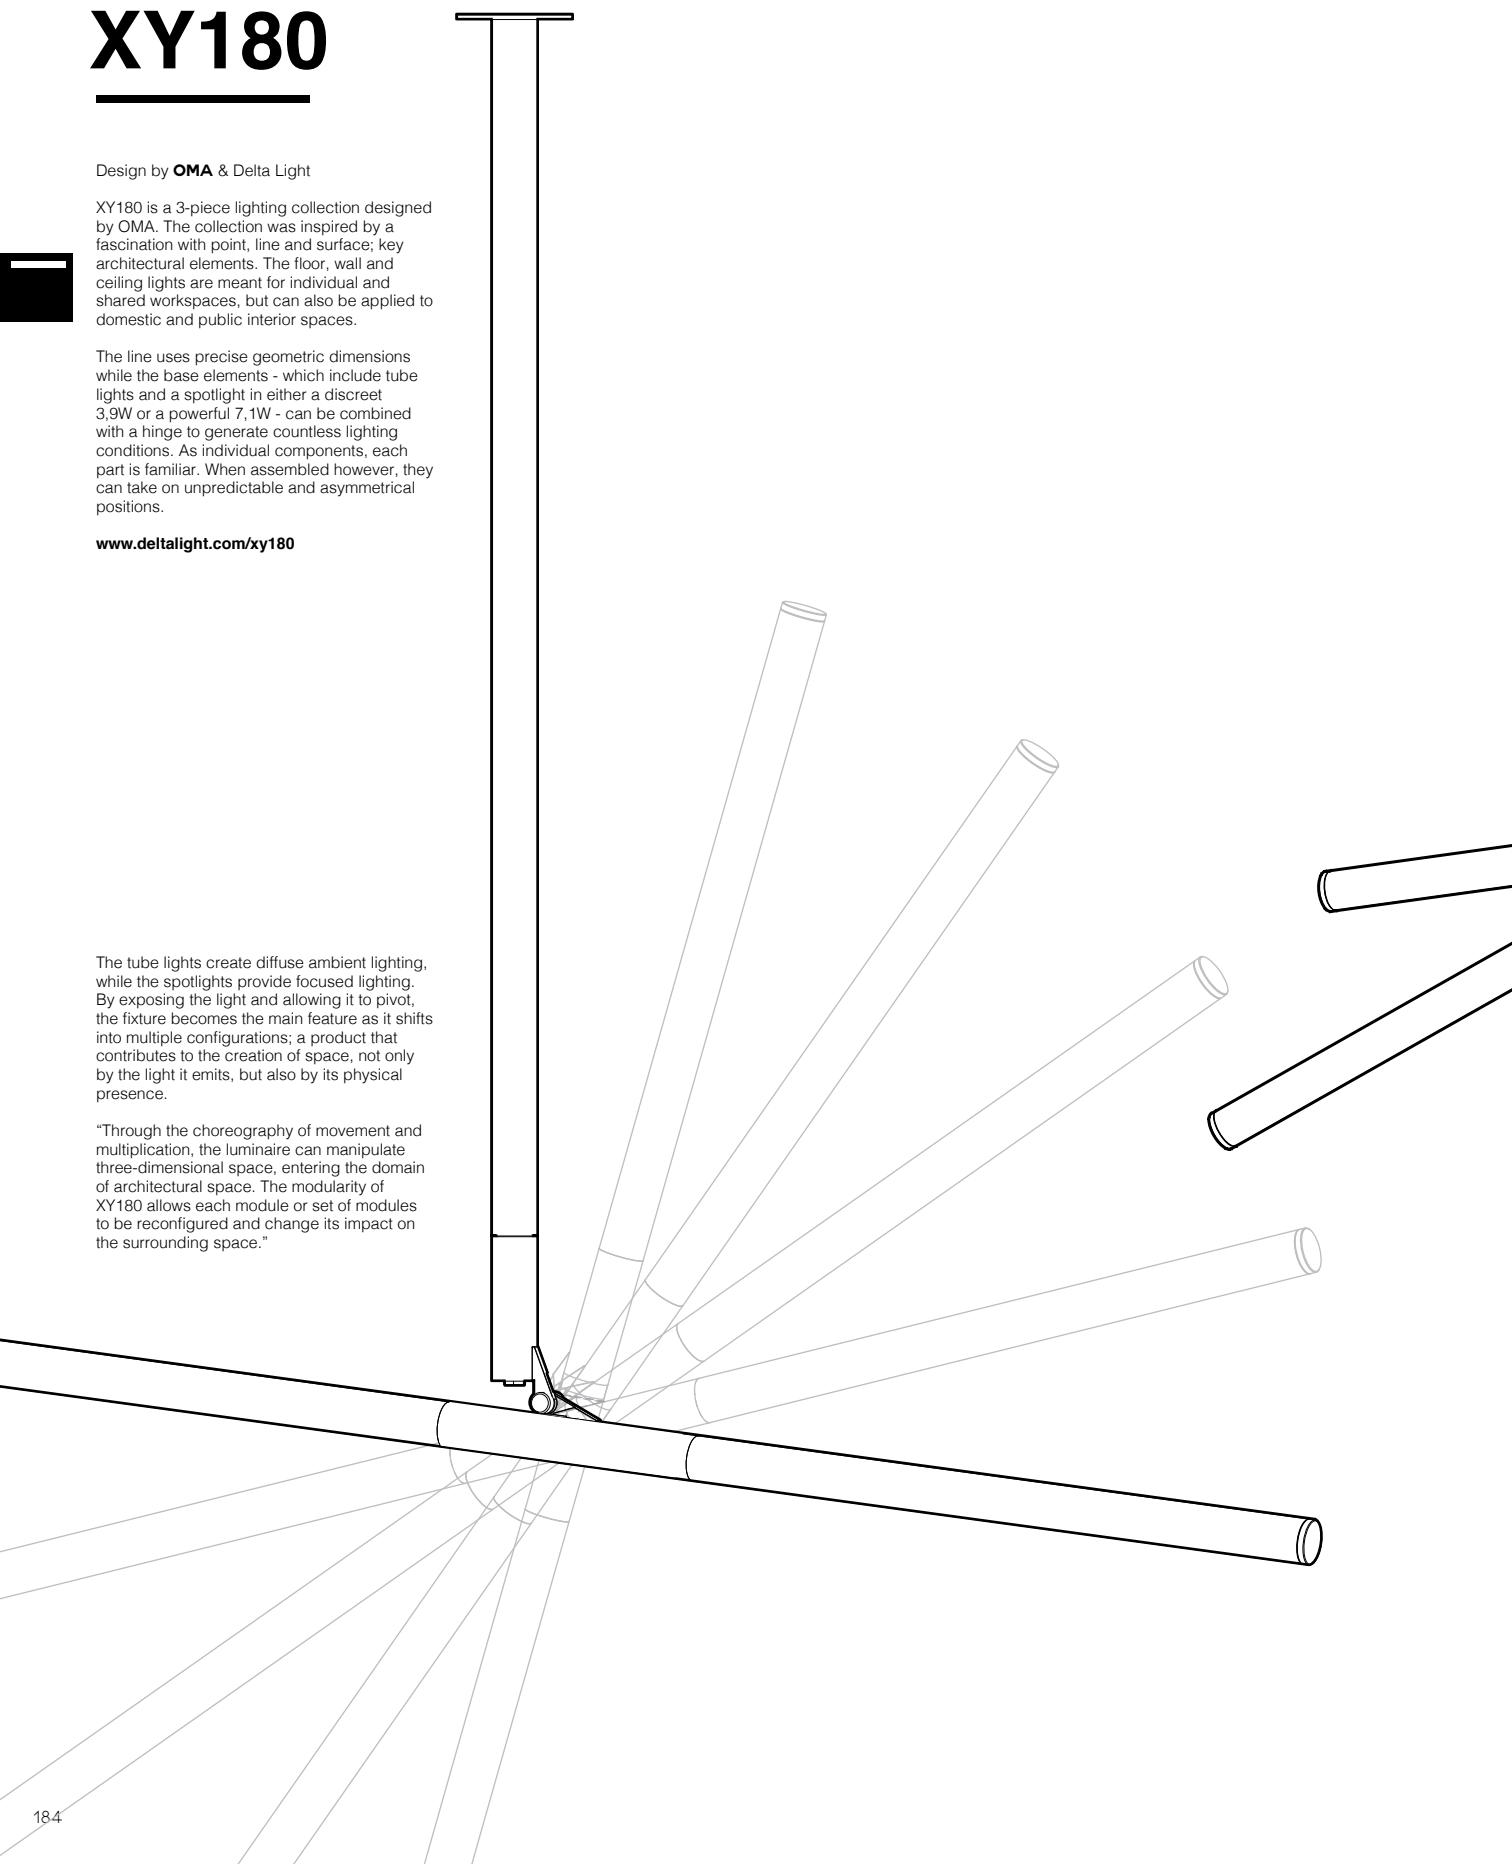 XY180
Design by OMA & Delta Light
XY180 is a 3-piece lighting collection designed
by OMA. The collection was inspired by a
fascination with point, line and surface; key
architectural elements. The floor, wall and
ceiling lights are meant for individual and
shared workspaces, but can also be applied to
domestic and public interior spaces.
The line uses precise geometric dimensions
while the base elements - which include tube
lights and a spotlight in either a discreet
3,9W or a powerful 7,1W - can be combined
with a hinge to generate countless lighting
conditions. As individual components, each
part is familiar. When assembled however, they
can take on unpredictable and asymmetrical
positions.
www.deltalight.com/xy180
The tube lights create diffuse ambient lighting,
while the spotlights provide focused lighting.
By exposing the light and allowing it to pivot,
the fixture becomes the main feature as it shifts
into multiple configurations; a product that
contributes to the creation of space, not only
by the light it emits, but also by its physical
presence.
“Through the choreography of movement and
multiplication, the luminaire can manipulate
three-dimensional space, entering the domain
of architectural space. The modularity of
XY180 allows each module or set of modules
to be reconfigured and change its impact on
the surrounding space.”
184